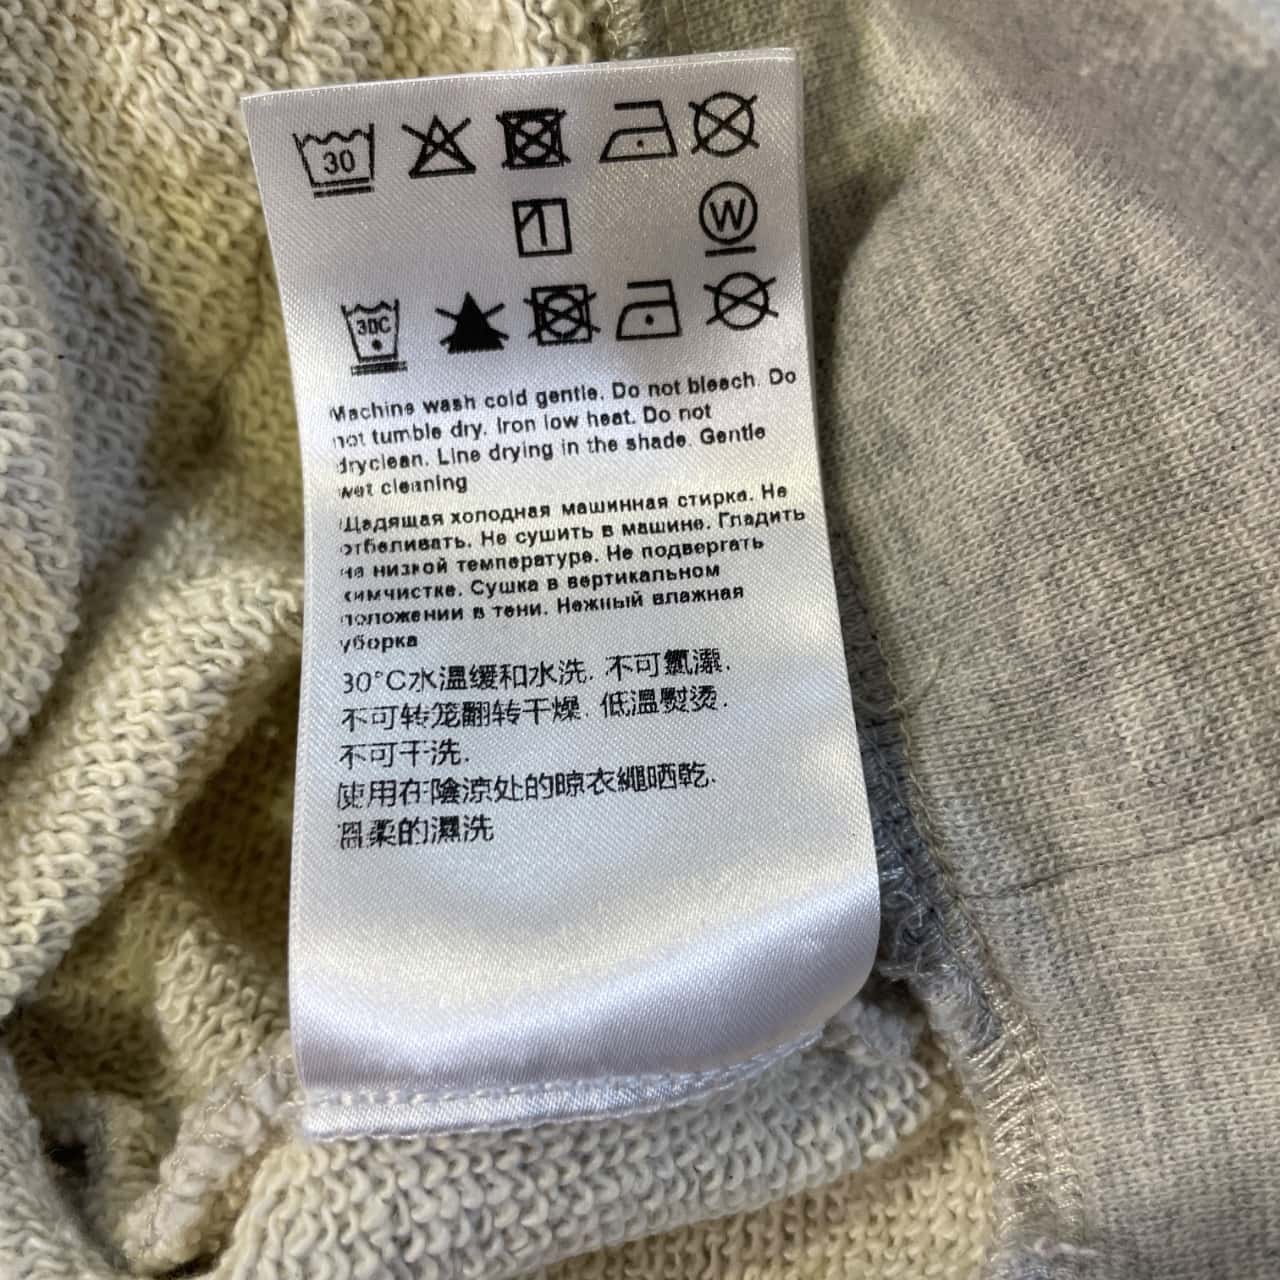 30
W
30C
Machine wash cold gentle. Do not bleach. Do
not tumble dry. Iron low heat. Do not
dryclean. Line drying in the shade. Gentle
wet cleaning
Щадящая холодная машинная стирка. Не
отбеливать. Не сушить в машине. Гладить
на низкой температуре. Не подвергать
химчистке. Сушка в вертикальном
положении в тени. Нежный влажная
уборка
30°C水温缓和水洗. 不可氯漂.
不可转笼翻转干燥. 低温熨烫.
不可干洗.
使用在陰涼处的晾衣繩晒乾.
溫柔的濕洗